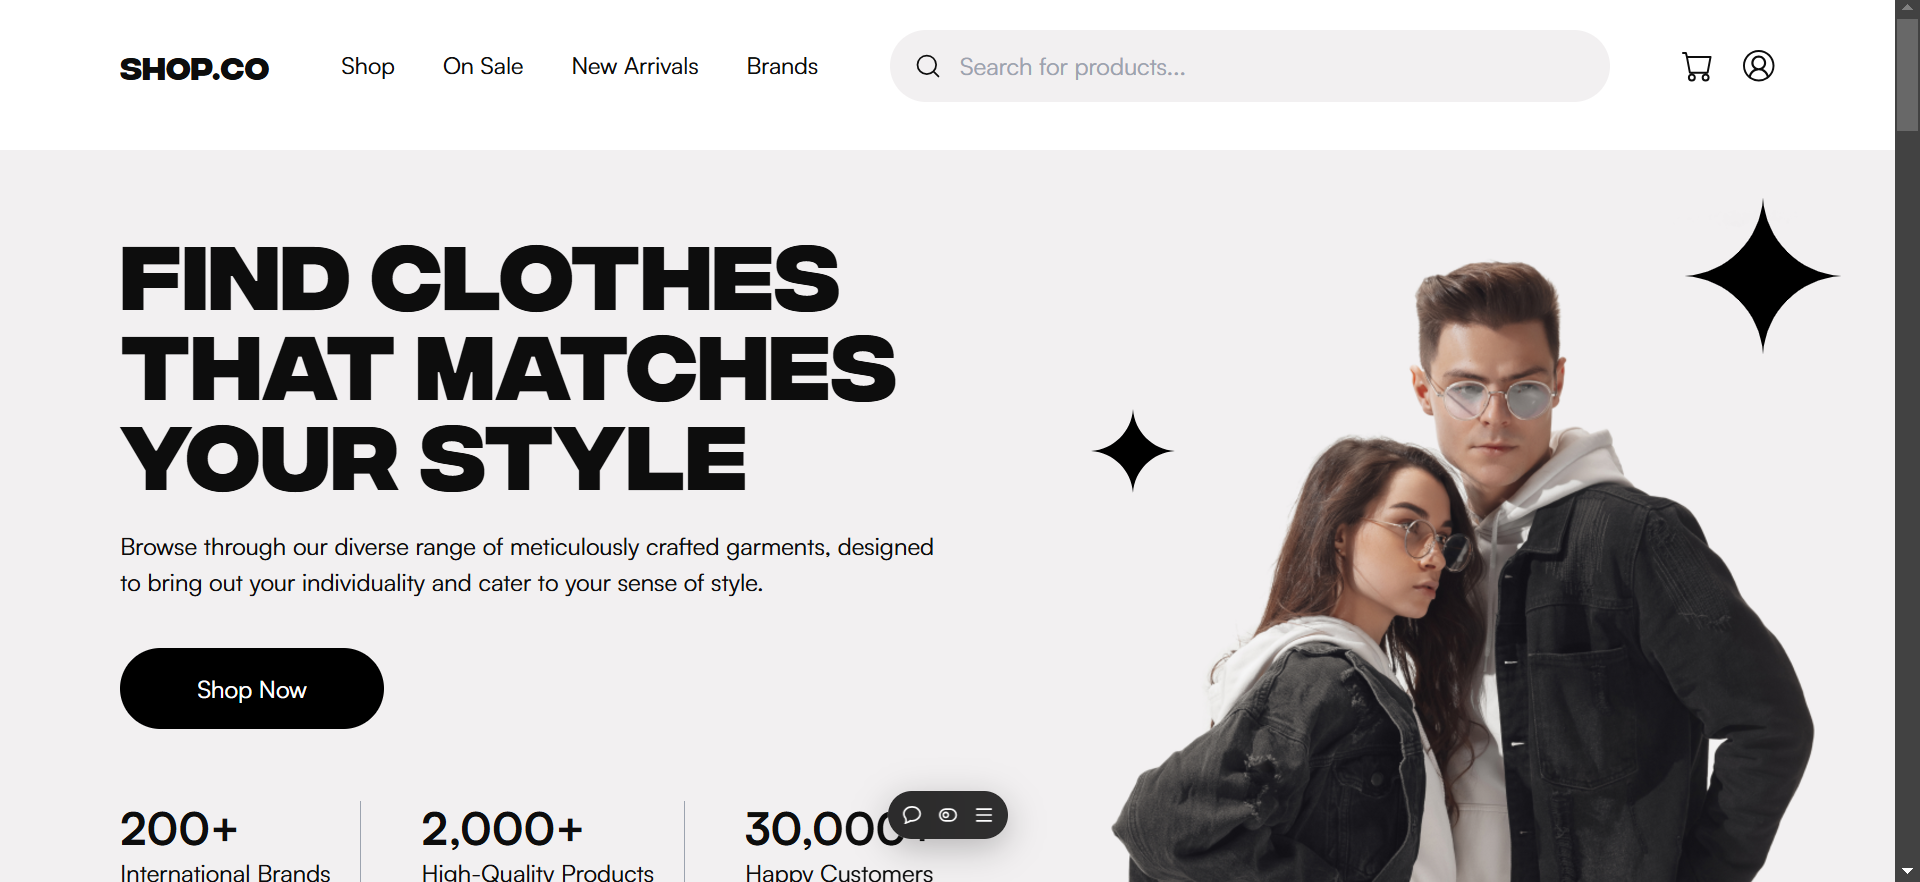 SHOP.CO
Shop
On Sale
New Arrivals
Brands
Search for products...
FIND CLOTHES
THAT MATCHES
YOUR STYLE
Browse through our diverse range of meticulously crafted garments, designed
to bring out your individuality and cater to your sense of style.
Shop Now
200+
International Brands
2,000+
High-Quality Products
30,000+
Happy Customers